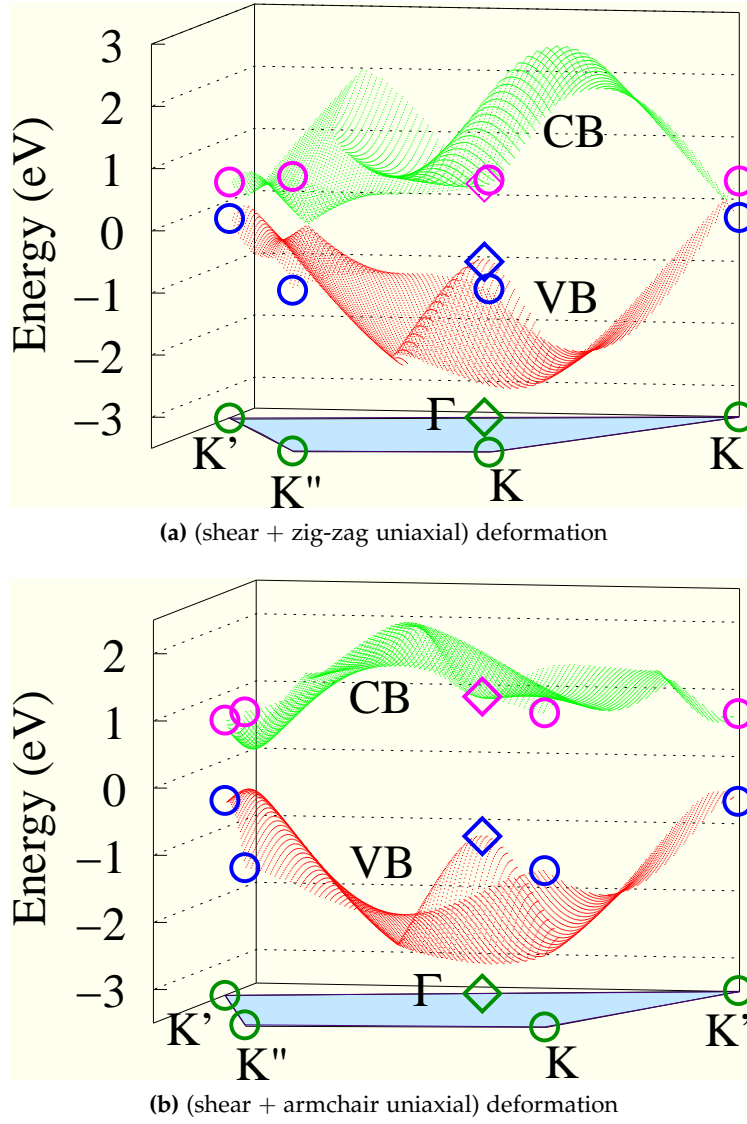 3
2
1
0
−1
−2
−3
Energy (eV)
CB
VB
Γ
K'
K"
K
K
(a) (shear + zig-zag uniaxial) deformation
2
1
0
−1
−2
−3
Energy (eV)
CB
VB
Γ
K'
K"
K
K'
(b) (shear + armchair uniaxial) deformation